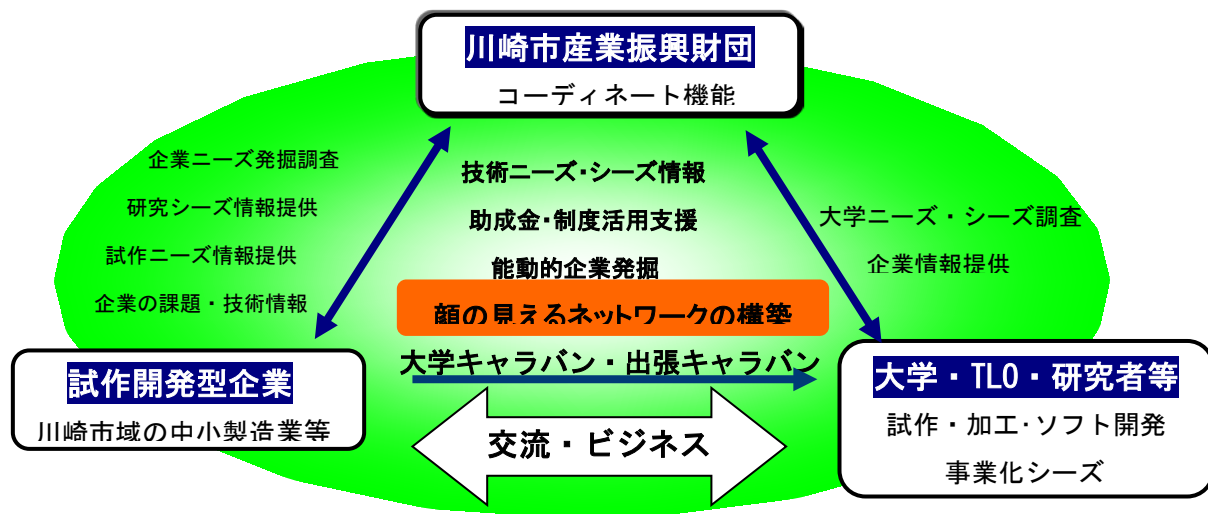 川崎市産業振興財団
コーディネート機能
企業ニーズ発掘調査
研究シーズ情報提供
試作ニーズ情報提供
企業の課題・技術情報
技術ニーズ・シーズ情報
助成金・制度活用支援
能動的企業発掘
顔の見えるネットワークの構築
大学キャラバン・出張キャラバン
交流・ビジネス
大学ニーズ・シーズ調査
企業情報提供
試作開発型企業
川崎市域の中小製造業等
大学・TLO・研究者等
試作・加工・ソフト開発
事業化シーズ